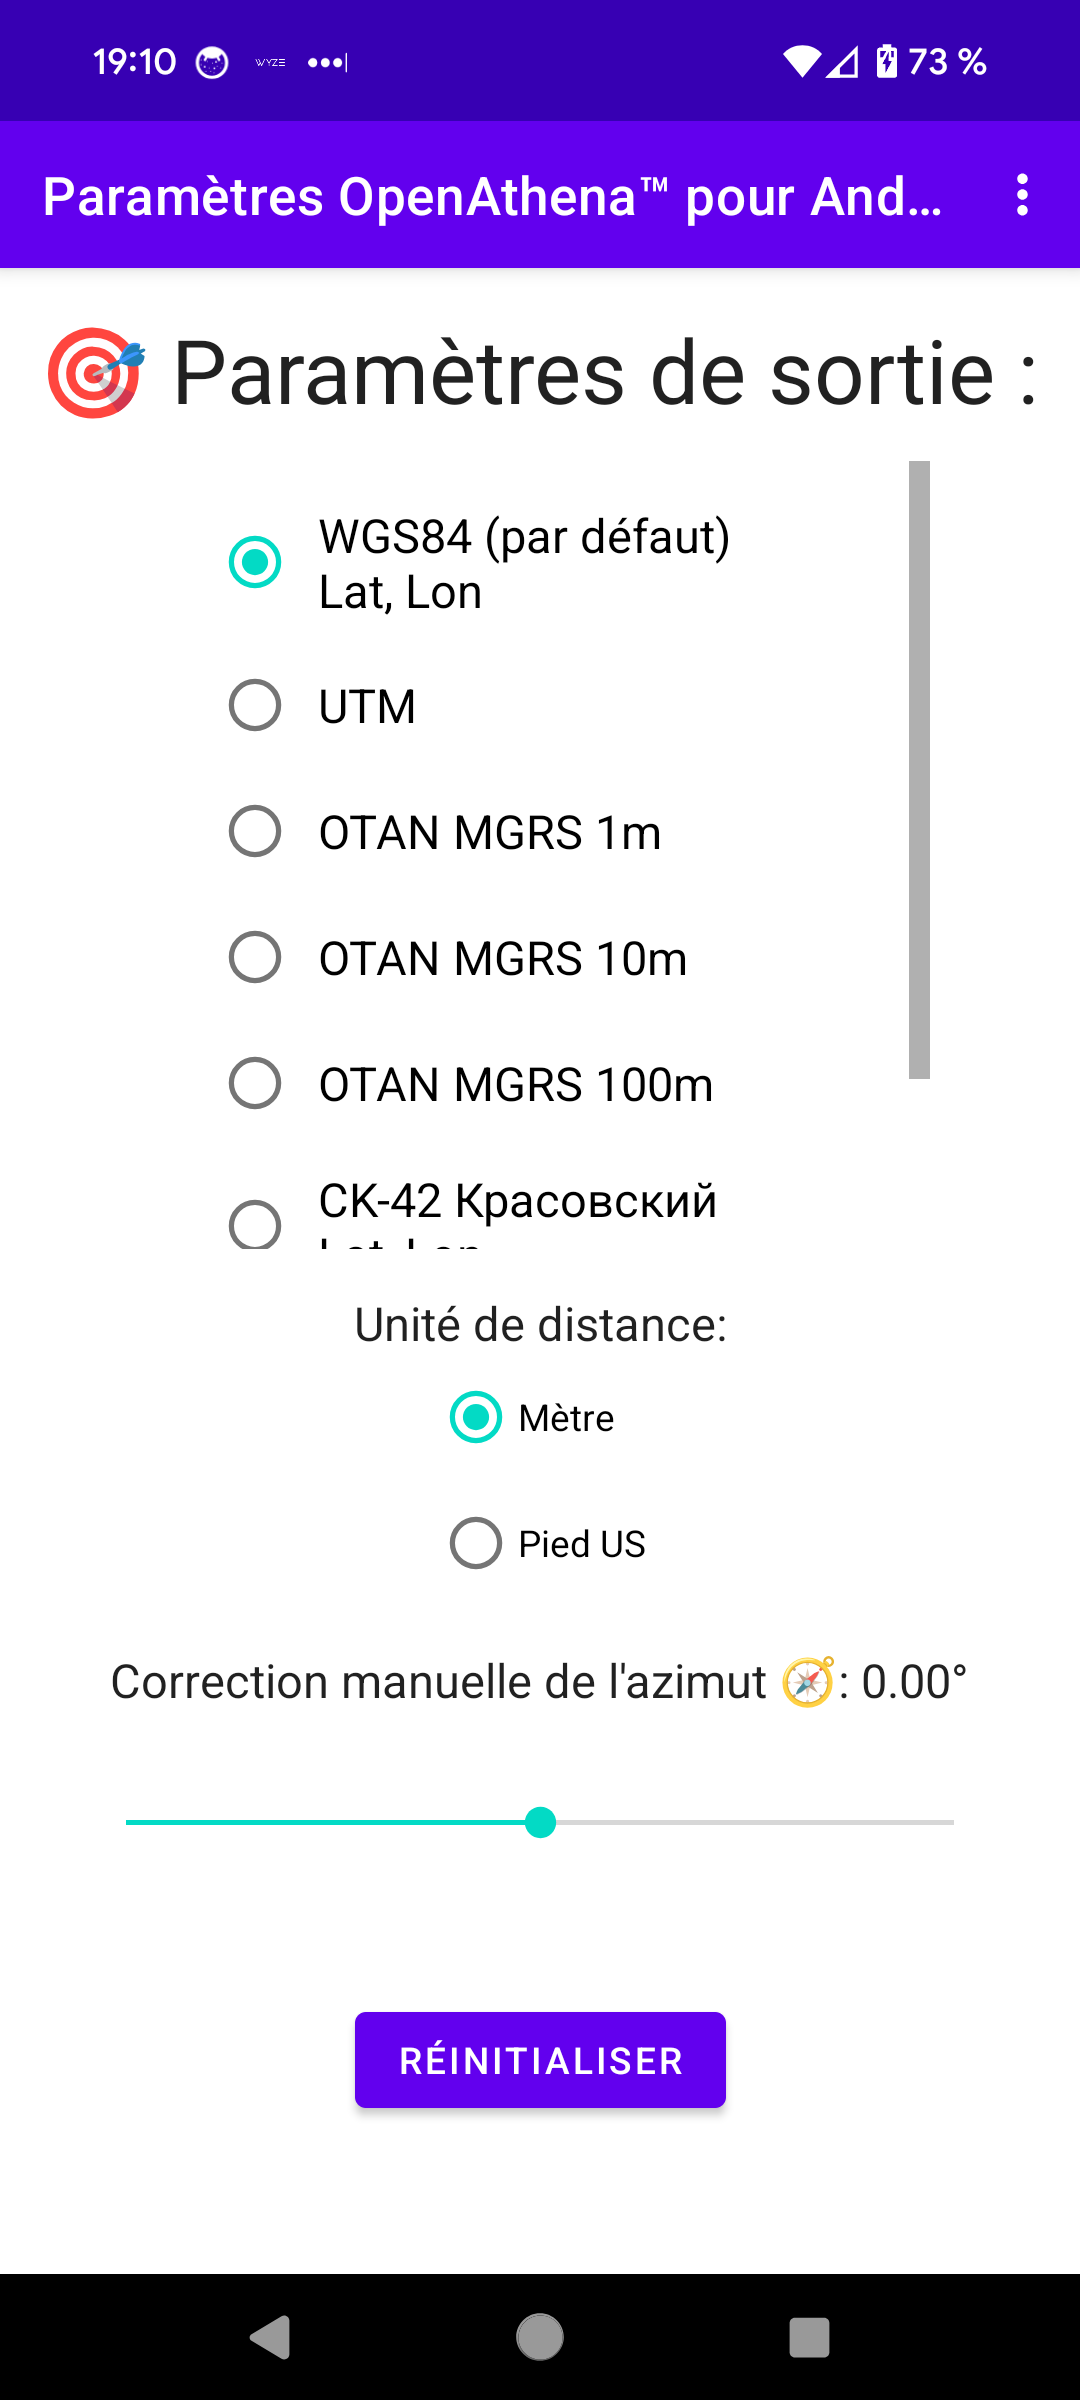 19:10 WYZE 73 %
Paramètres OpenAthena™ pour And...
Paramètres de sortie :
WGS84 (par défaut)
Lat, Lon
UTM
OTAN MGRS 1m
OTAN MGRS 10m
OTAN MGRS 100m
СК-42 Красовский
Lat, Lon
Unité de distance:
Mètre
Pied US
Correction manuelle de l'azimut 🧭: 0.00°
RÉINITIALISER